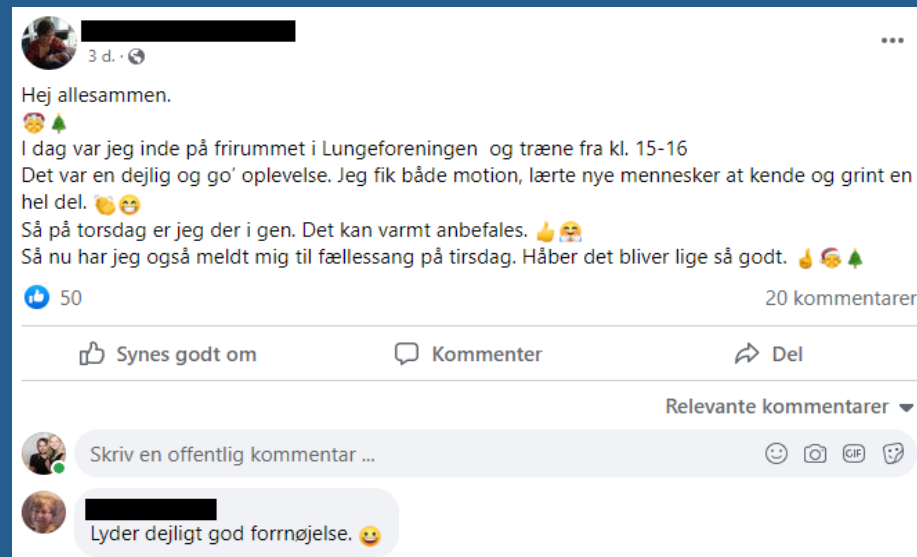 3 d. ·
Hej allesammen.
🤶🎄
I dag var jeg inde på frirummet i Lungeforeningen og træne fra kl. 15-16
Det var en dejlig og go' oplevelse. Jeg fik både motion, lærte nye mennesker at kende og grint en
hel del. 👏😁
Så på torsdag er jeg der i gen. Det kan varmt anbefales. 👍🤗
Så nu har jeg også meldt mig til fællessang på tirsdag. Håber det bliver lige så godt. 🤞🤶🎄
50
20 kommentarer
Synes godt om
Kommenter
Del
Relevante kommentarer
Skriv en offentlig kommentar ...
GIF
Lyder dejligt god forrnøjelse. 😀